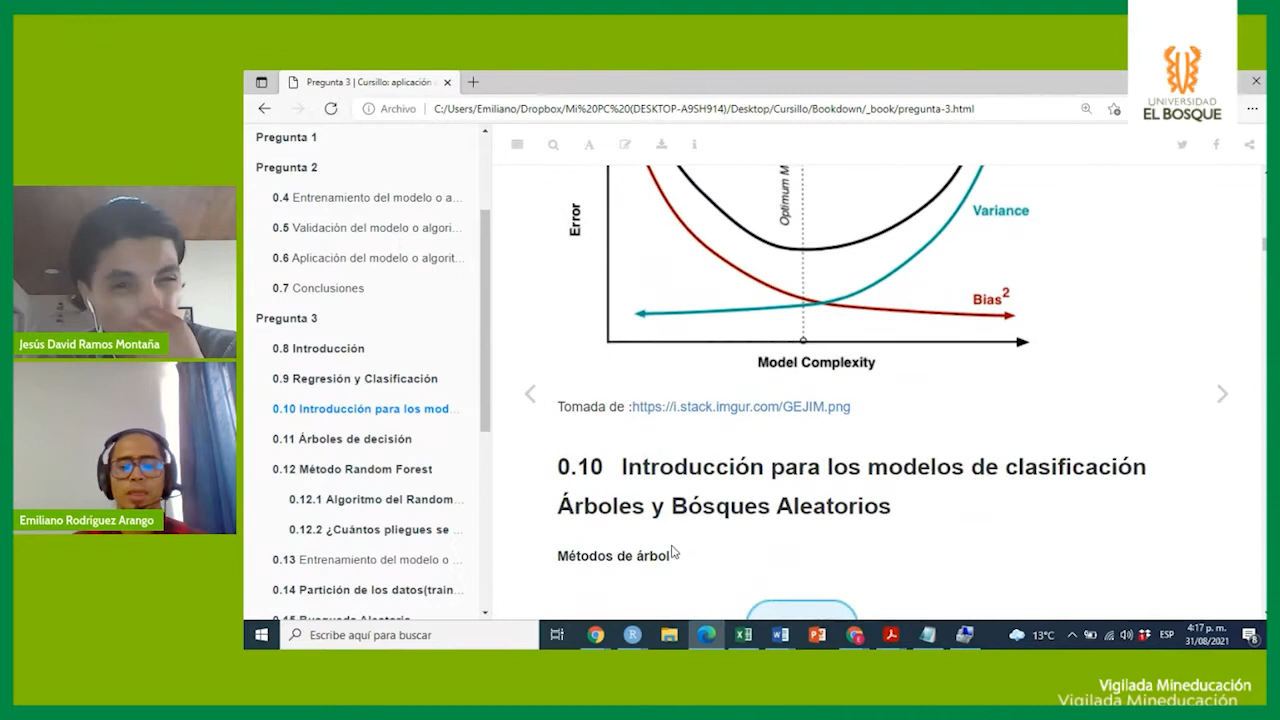 UNIVERSIDAD
EL BOSQUE
Pregunta 3 | Cursillo: aplicación
Archivo
C:/Users/Emiliano/Dropbox/Mi%20PC%20(DESKTOP-A9SH914)/Desktop/Cursillo/Bookdown/_book/pregunta-3.html
Pregunta 1
Pregunta 2
0.4 Entrenamiento del modelo o a...
0.5 Validación del modelo o algori...
0.6 Aplicación del modelo o algorit...
0.7 Conclusiones
Pregunta 3
0.8 Introducción
0.9 Regresión y Clasificación
0.10 Introducción para los mod...
0.11 Árboles de decisión
0.12 Método Random Forest
0.12.1 Algoritmo del Random...
0.12.2 ¿Cuántos pliegues se ...
0.13 Entrenamiento del modelo o ...
0.14 Partición de los datos(train...
Error
Optimum M
Variance
Bias²
Model Complexity
Tomada de :https://i.stack.imgur.com/GEJIM.png
0.10 Introducción para los modelos de clasificación
Árboles y Bósques Aleatorios
Métodos de árbol
Jesús David Ramos Montaña
Emiliano Rodríguez Arango
Escribe aquí para buscar
13°C
ESP
4:17 p. m.
31/08/2021
8
Vigilada Mineducación
Vigilada Mineducación